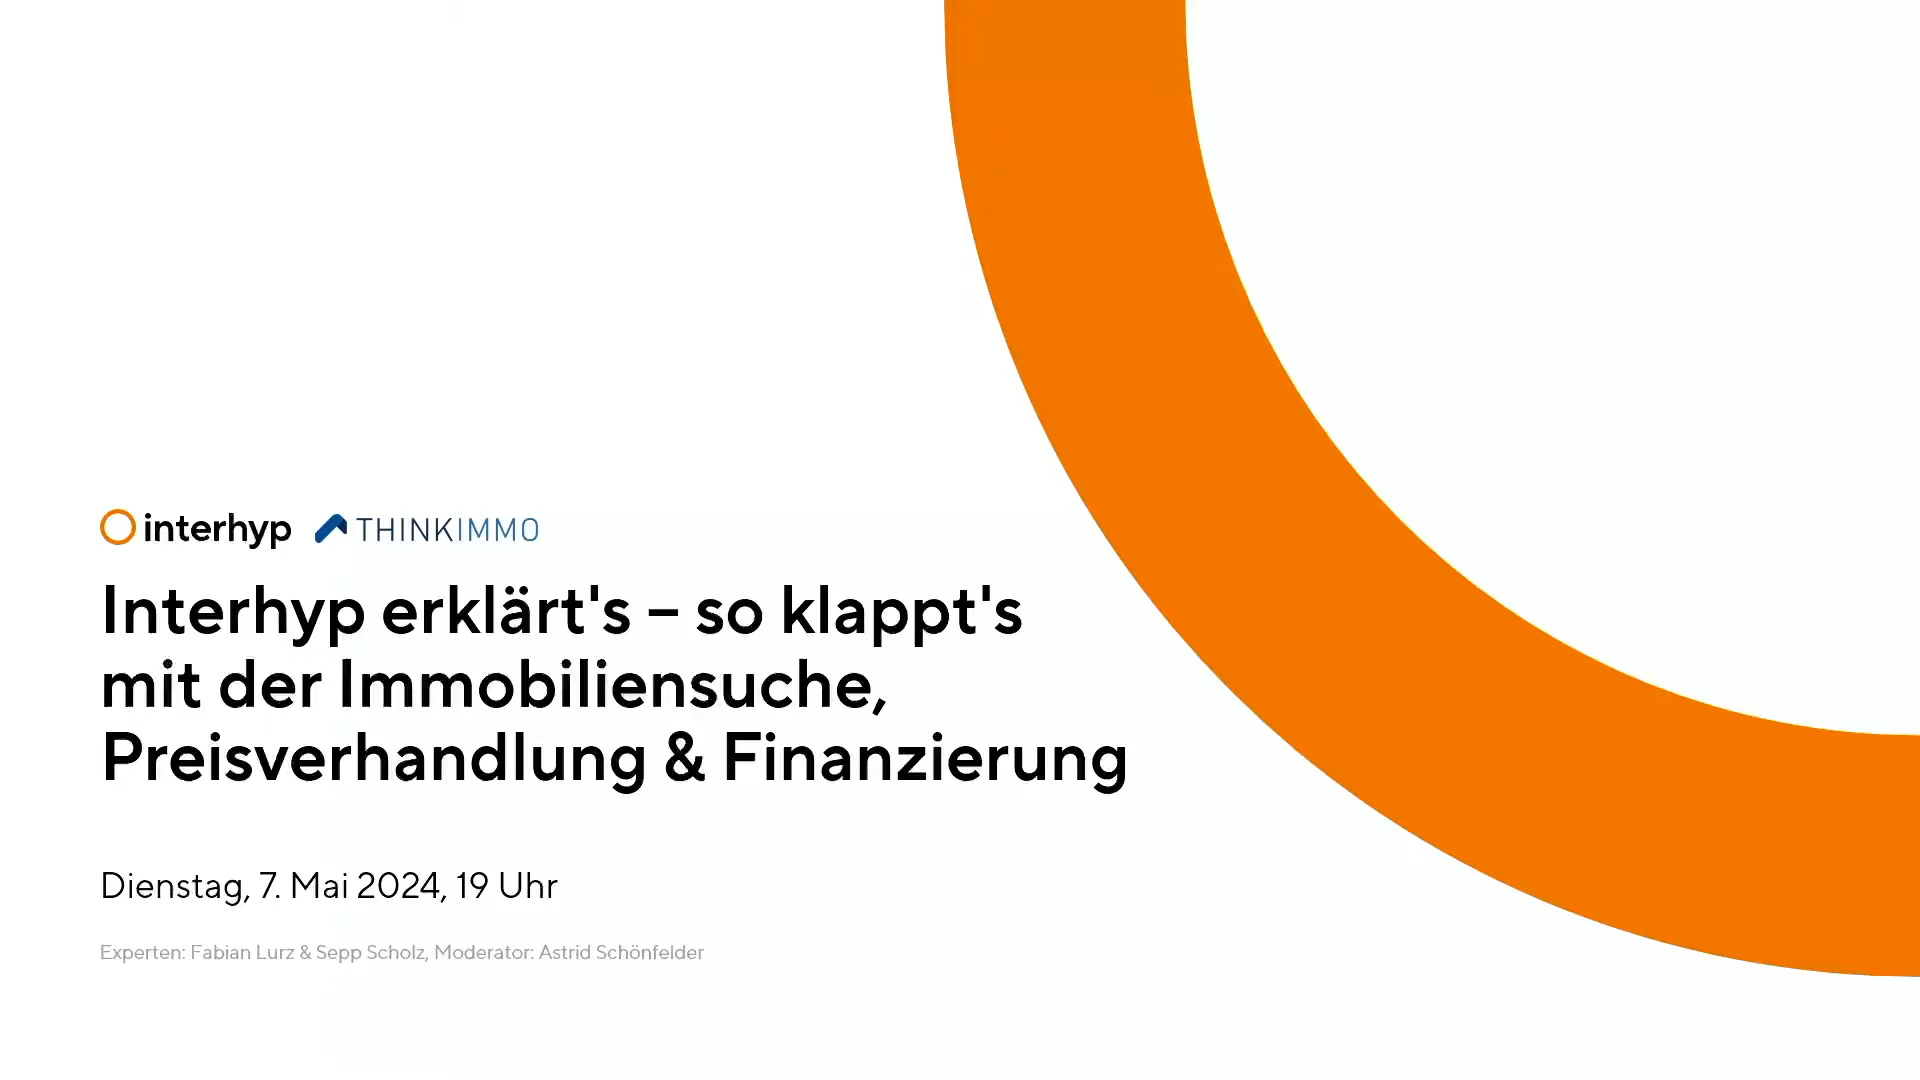 interhyp THINKIMMO
Interhyp erklärt's – so klappt's
mit der Immobiliensuche,
Preisverhandlung & Finanzierung
Dienstag, 7. Mai 2024, 19 Uhr
Experten: Fabian Lurz & Sepp Scholz, Moderator: Astrid Schönfelder